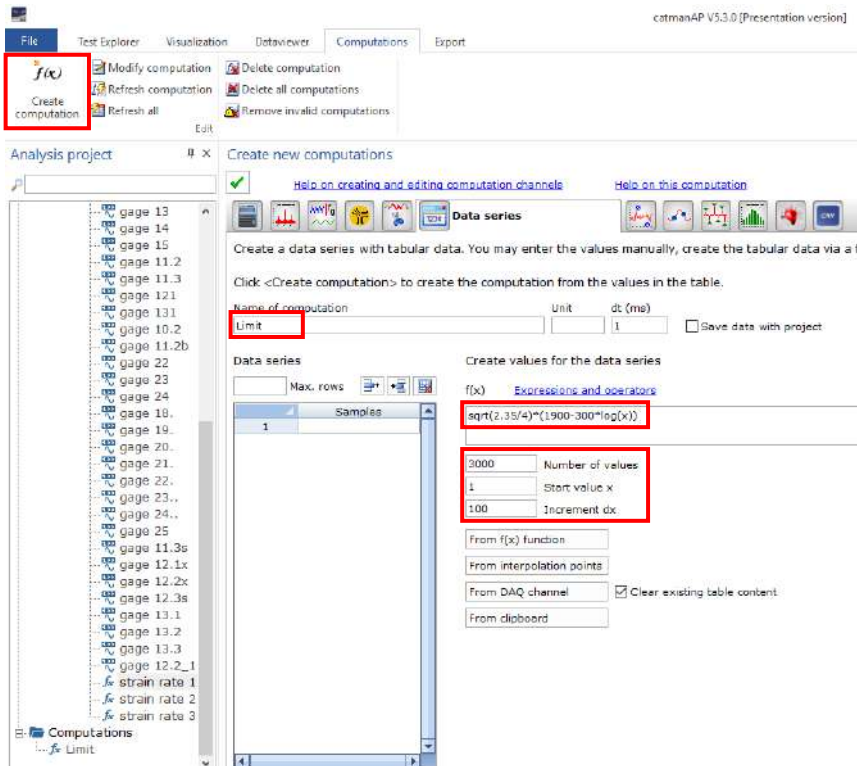 catmanAP V5.3.0 [Presentation version]
File Test Explorer Visualization Dataviewer Computations Export
f(x)
Create
computation
Modify computation
Refresh computation
Refresh all
Delete computation
Delete all computations
Remove invalid computations
Edit
Analysis project
gage 13
gage 14
gage 15
gage 11.2
gage 11.3
gage 121
gage 131
gage 10.2
gage 11.2b
gage 22
gage 23
gage 24
gage 18.
gage 19.
gage 20.
gage 21.
gage 22.
gage 23..
gage 24..
gage 25
gage 11.3s
gage 12.1x
gage 12.2x
gage 12.3s
gage 13.1
gage 13.2
gage 13.3
gage 12.2_1
fx strain rate 1
fx strain rate 2
fx strain rate 3
Computations
fx Limit
Create new computations
Help on creating and editing computation channels Help on this computation
Data series
Create a data series with tabular data. You may enter the values manually, create the tabular data via a f
Click <Create computation> to create the computation from the values in the table.
Name of computation Unit dt (ms)
Limit 1 Save data with project
Data series
Max. rows
Samples
1
Create values for the data series
f(x) Expressions and operators
sqrt(2.35/4)*(1900-300*log(x))
3000 Number of values
1 Start value x
100 Increment dx
From f(x) function
From interpolation points
From DAQ channel Clear existing table content
From clipboard